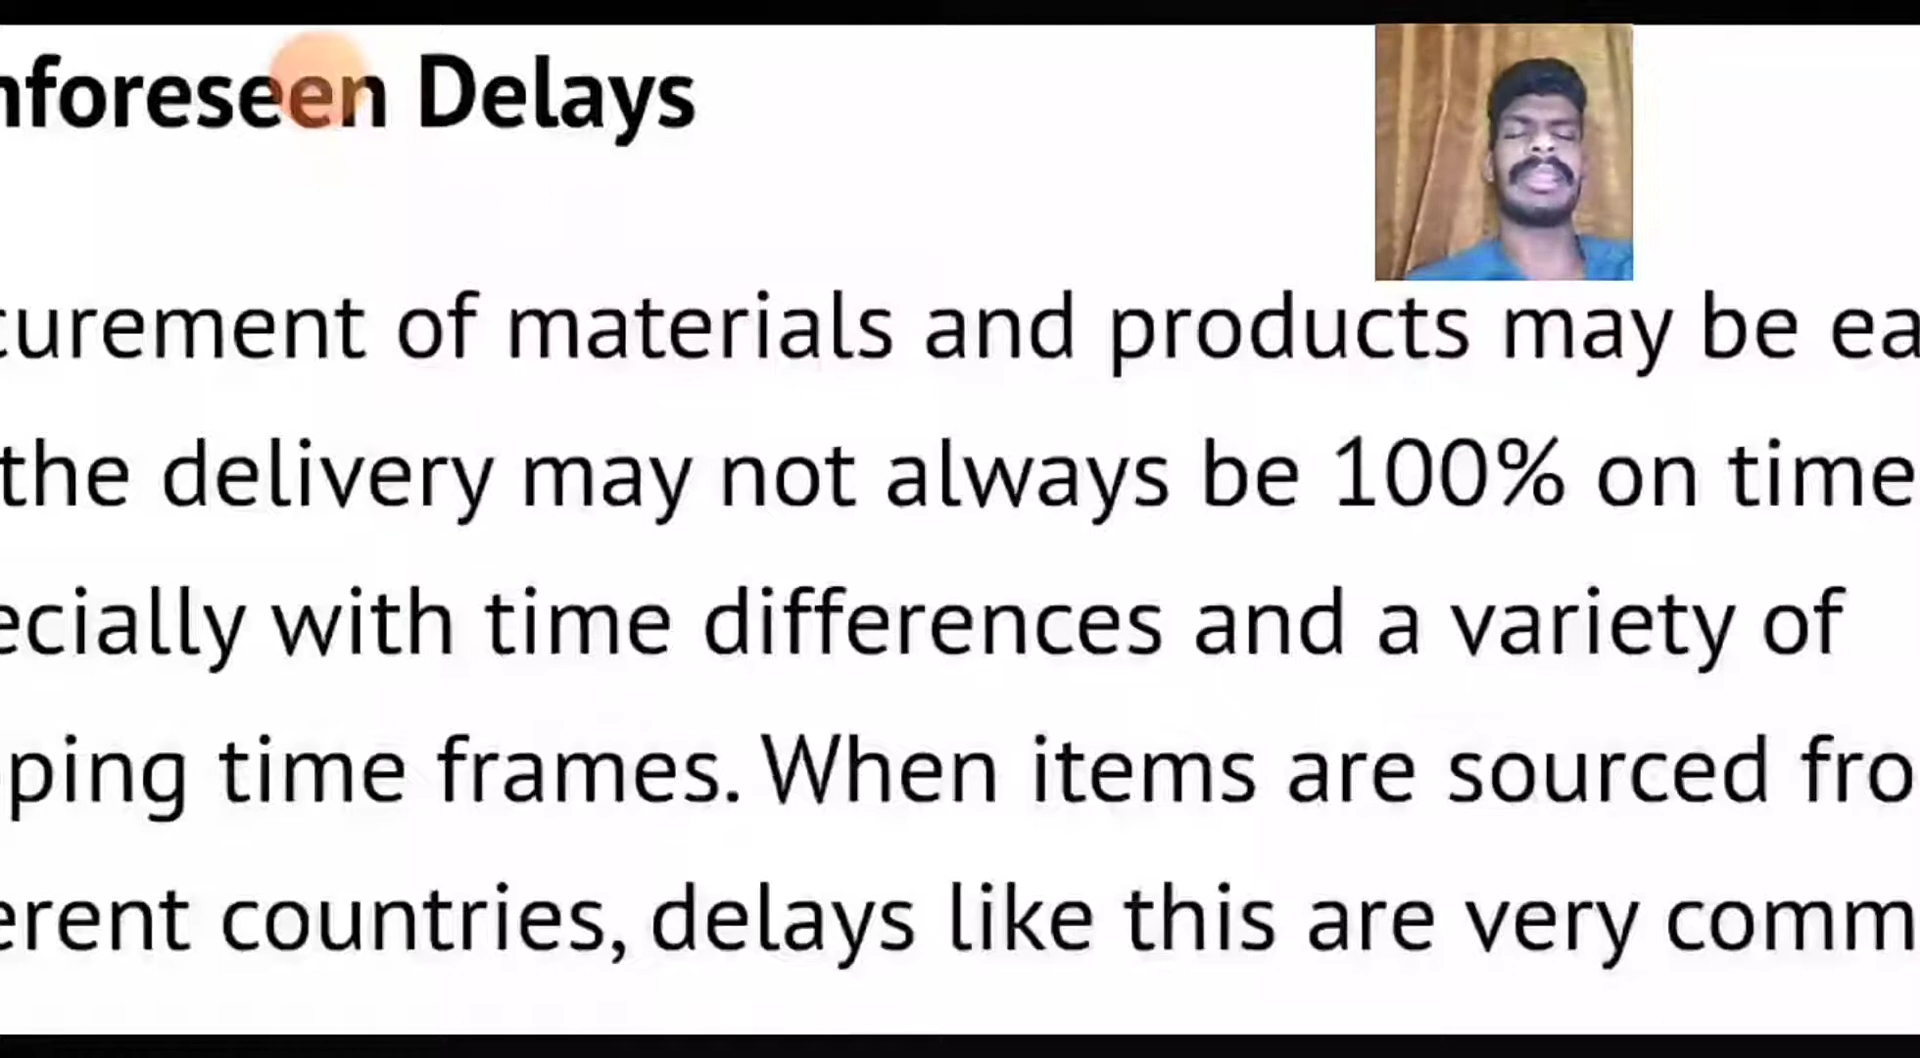 nforeseen Delays
curement of materials and products may be ea
the delivery may not always be 100% on time
ecially with time differences and a variety of
ping time frames. When items are sourced fro
erent countries, delays like this are very comm